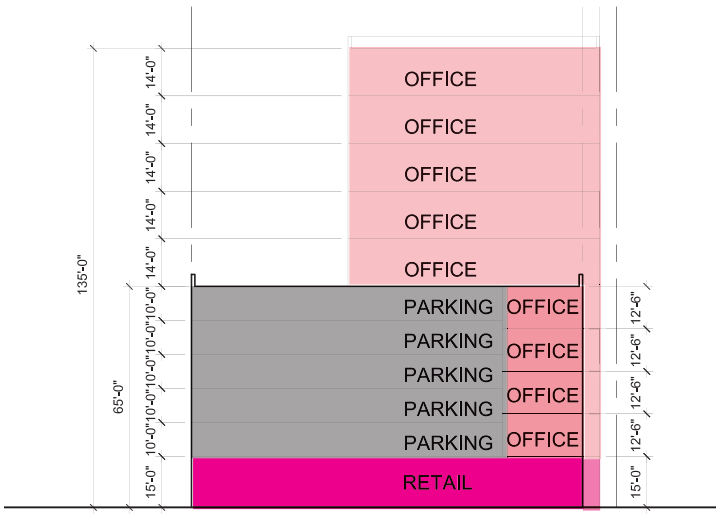 14'-0"
OFFICE
14'-0"
OFFICE
14'-0"
OFFICE
14'-0"
OFFICE
14'-0"
OFFICE
135'-0"
10'-0"
PARKING
OFFICE
12'-6"
10'-0"
PARKING
OFFICE
12'-6"
10'-0"
PARKING
65'-0"
10'-0"
PARKING
OFFICE
12'-6"
10'-0"
PARKING
OFFICE
12'-6"
15'-0"
RETAIL
15'-0"